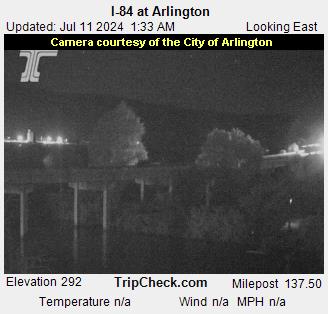 I-84 at Arlington
Updated: Jul 11 2024 1:33 AM Looking East
Camera courtesy of the City of Arlington
Elevation 292 TripCheck.com Milepost 137.50
Temperature n/a Wind n/a MPH n/a